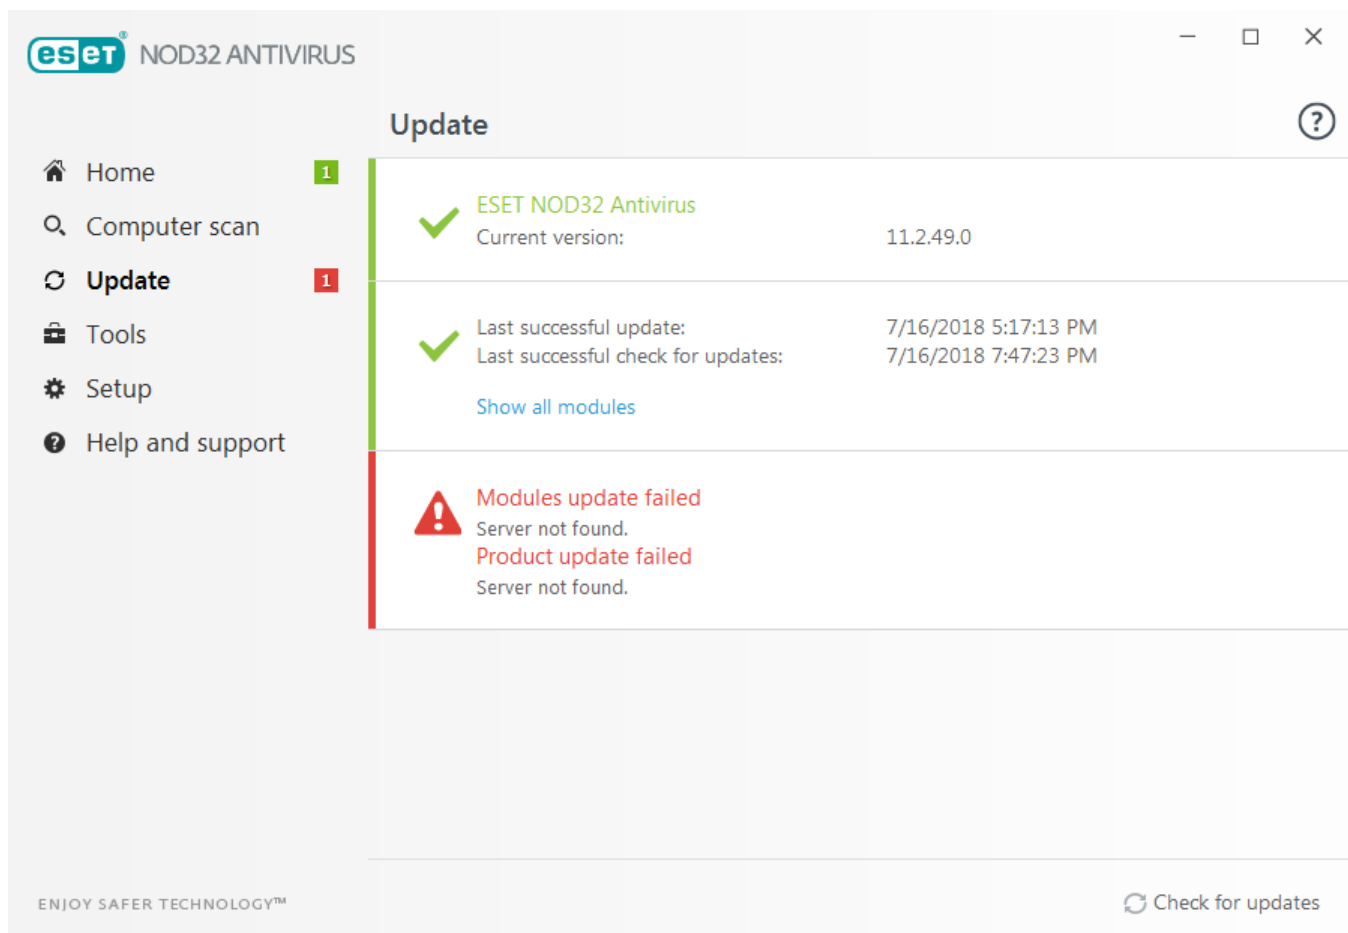 eset® NOD32 ANTIVIRUS
Update
Home 1
Computer scan
Update 1
Tools
Setup
Help and support
ESET NOD32 Antivirus
Current version: 11.2.49.0
Last successful update: 7/16/2018 5:17:13 PM
Last successful check for updates: 7/16/2018 7:47:23 PM
Show all modules
Modules update failed
Server not found.
Product update failed
Server not found.
ENJOY SAFER TECHNOLOGY™
Check for updates